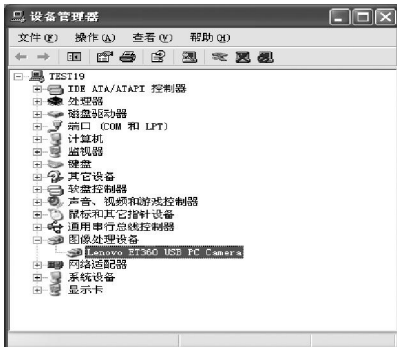 设备管理器
文件(F) 操作(A) 查看(V) 帮助(H)
TEST19
IDE ATA/ATAPI 控制器
处理器
磁盘驱动器
端口 (COM 和 LPT)
计算机
监视器
键盘
其它设备
软盘控制器
声音、视频和游戏控制器
鼠标和其它指针设备
通用串行总线控制器
图像处理设备
Lenovo ET360 USB PC Camera
网络适配器
系统设备
显示卡